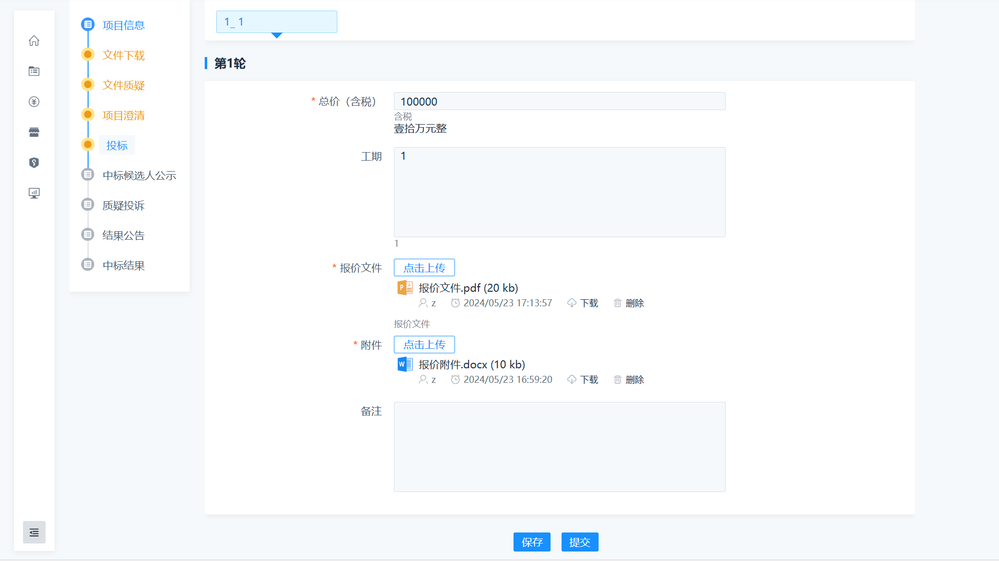 项目信息
文件下载
文件质疑
项目澄清
投标
中标候选人公示
质疑投诉
结果公告
中标结果
1_ 1
第1轮
* 总价（含税）
100000
含税
壹拾万元整
工期
1
1
* 报价文件
点击上传
报价文件.pdf (20 kb)
z 2024/05/23 17:13:57 下载 删除
报价文件
* 附件
点击上传
报价附件.docx (10 kb)
z 2024/05/23 16:59:20 下载 删除
备注
保存 提交